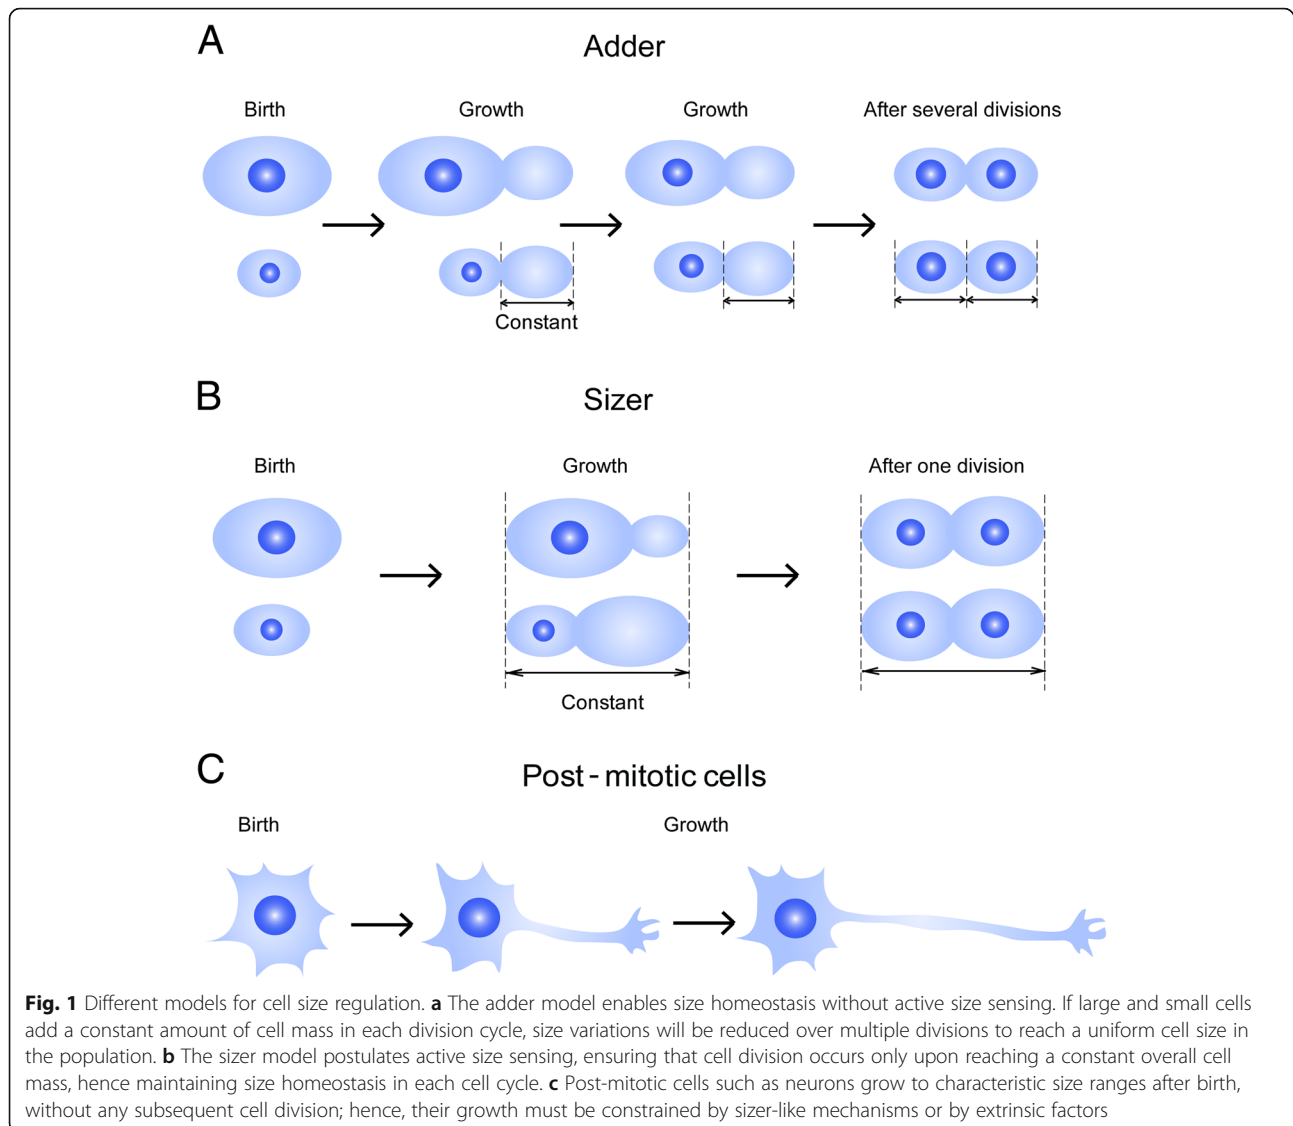 A
Adder
Birth
Growth
Growth
After several divisions
Constant
B
Sizer
Birth
Growth
After one division
Constant
C
Post - mitotic cells
Birth
Growth
Fig. 1 Different models for cell size regulation. a The adder model enables size homeostasis without active size sensing. If large and small cells
add a constant amount of cell mass in each division cycle, size variations will be reduced over multiple divisions to reach a uniform cell size in
the population. b The sizer model postulates active size sensing, ensuring that cell division occurs only upon reaching a constant overall cell
mass, hence maintaining size homeostasis in each cell cycle. c Post-mitotic cells such as neurons grow to characteristic size ranges after birth,
without any subsequent cell division; hence, their growth must be constrained by sizer-like mechanisms or by extrinsic factors